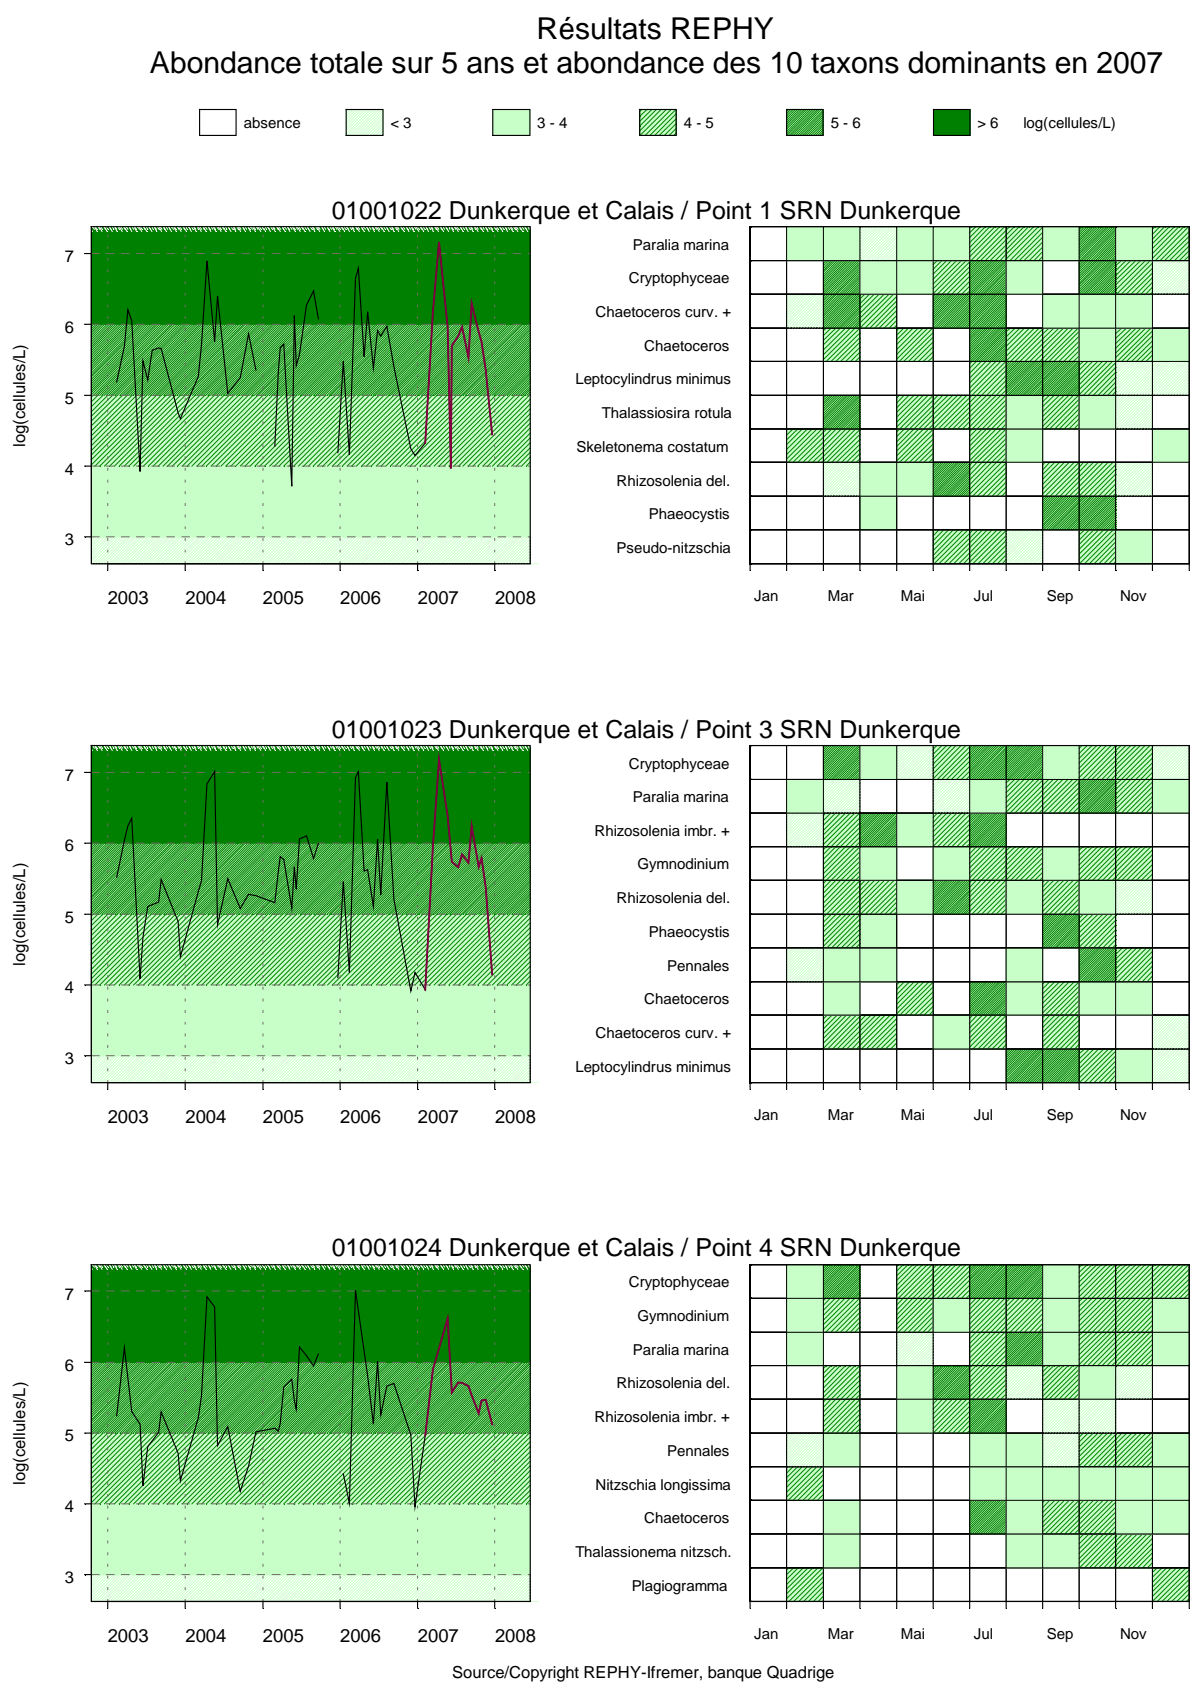 Résultats REPHY
Abondance totale sur 5 ans et abondance des 10 taxons dominants en 2007
absence < 3 3 - 4 4 - 5 5 - 6 > 6 log(cellules/L)
01001022 Dunkerque et Calais / Point 1 SRN Dunkerque
log(cellules/L)
7
6
5
4
3
2003 2004 2005 2006 2007 2008
Paralia marina
Cryptophyceae
Chaetoceros curv. +
Chaetoceros
Leptocylindrus minimus
Thalassiosira rotula
Skeletonema costatum
Rhizosolenia del.
Phaeocystis
Pseudo-nitzschia
Jan Mar Mai Jul Sep Nov
01001023 Dunkerque et Calais / Point 3 SRN Dunkerque
log(cellules/L)
7
6
5
4
3
2003 2004 2005 2006 2007 2008
Cryptophyceae
Paralia marina
Rhizosolenia imbr. +
Gymnodinium
Rhizosolenia del.
Phaeocystis
Pennales
Chaetoceros
Chaetoceros curv. +
Leptocylindrus minimus
Jan Mar Mai Jul Sep Nov
01001024 Dunkerque et Calais / Point 4 SRN Dunkerque
log(cellules/L)
7
6
5
4
3
2003 2004 2005 2006 2007 2008
Cryptophyceae
Gymnodinium
Paralia marina
Rhizosolenia del.
Rhizosolenia imbr. +
Pennales
Nitzschia longissima
Chaetoceros
Thalassionema nitzsch.
Plagiogramma
Jan Mar Mai Jul Sep Nov
Source/Copyright REPHY-Ifremer, banque Quadrige